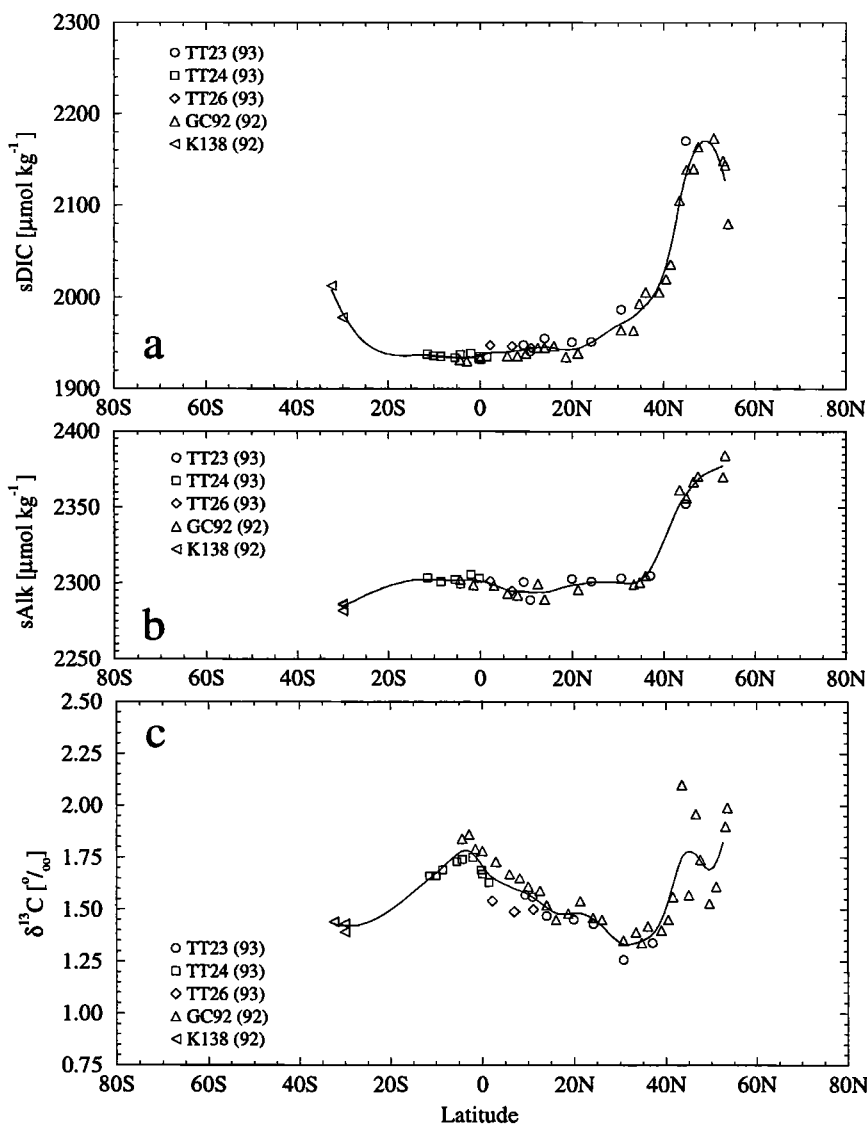 2300
2200
2100
2000
1900
sDIC [μmol kg⁻¹]
TT23 (93)
TT24 (93)
TT26 (93)
GC92 (92)
K138 (92)
a
80S 60S 40S 20S 0 20N 40N 60N 80N
2400
2350
2300
2250
sAlk [μmol kg⁻¹]
TT23 (93)
TT24 (93)
TT26 (93)
GC92 (92)
K138 (92)
b
80S 60S 40S 20S 0 20N 40N 60N 80N
2.50
2.25
2.00
1.75
1.50
1.25
1.00
0.75
δ¹³C [‰]
c
TT23 (93)
TT24 (93)
TT26 (93)
GC92 (92)
K138 (92)
80S 60S 40S 20S 0 20N 40N 60N 80N
Latitude